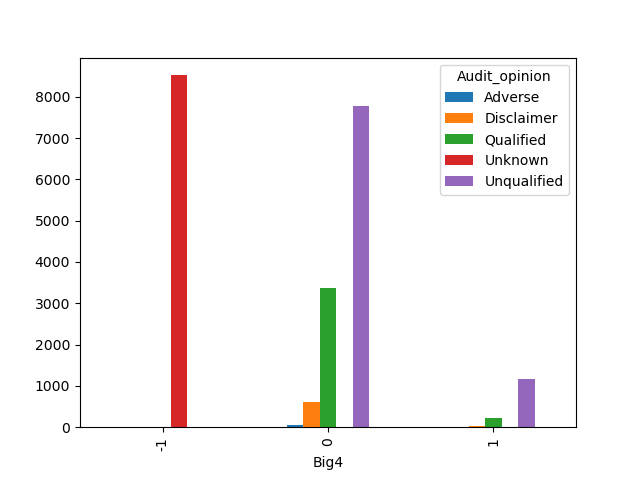 Audit_opinion
Adverse
Disclaimer
Qualified
Unknown
Unqualified
8000
7000
6000
5000
4000
3000
2000
1000
0
-1
0
1
Big4